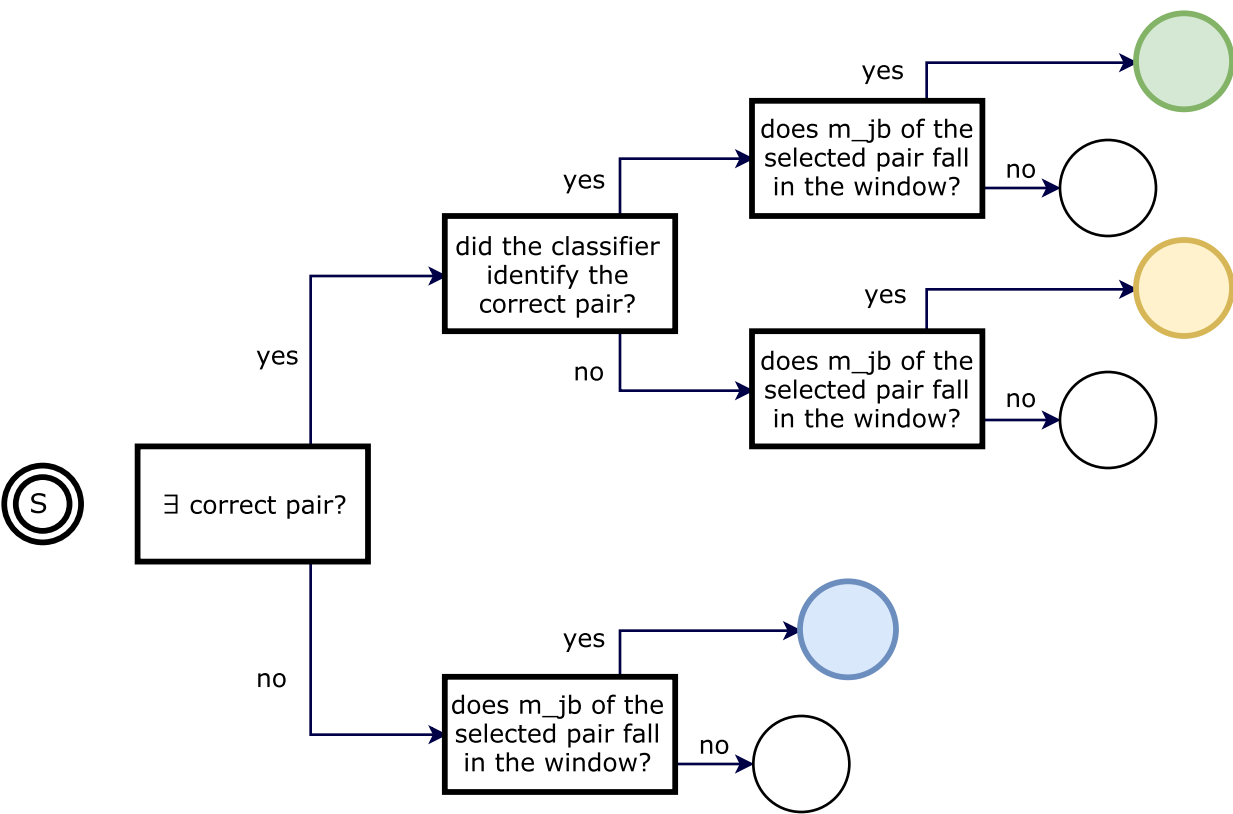 yes
does m_jb of the
selected pair fall
in the window?
no
yes
did the classifier
identify the
correct pair?
no
yes
does m_jb of the
selected pair fall
in the window?
no
yes
S
∃ correct pair?
no
yes
does m_jb of the
selected pair fall
in the window?
no